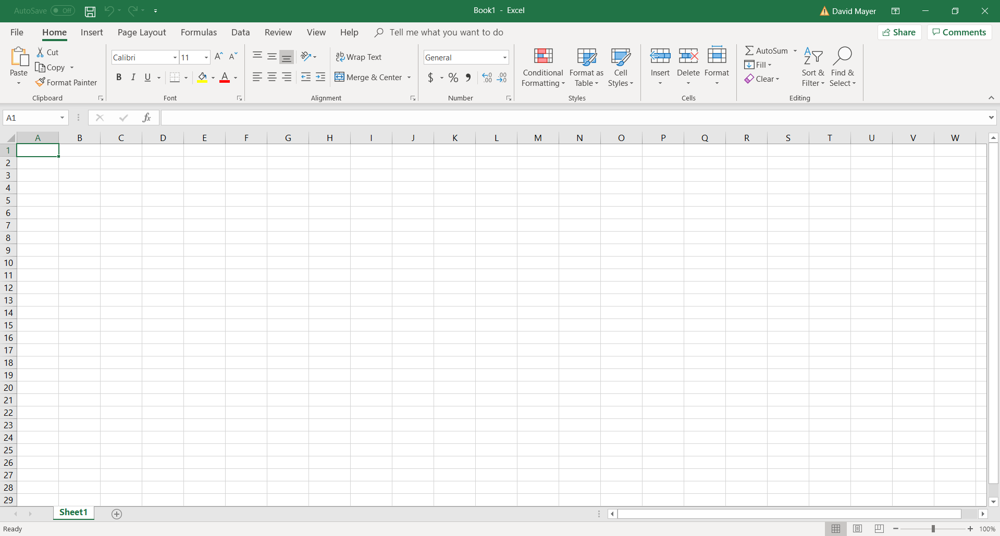 AutoSave Off
Book1 - Excel
David Mayer
File Home Insert Page Layout Formulas Data Review View Help Tell me what you want to do
Share Comments
Paste
Cut
Copy
Format Painter
Clipboard
Calibri 11 A A
B I U A
Font
ab Wrap Text
Merge & Center
Alignment
General
$ % , .00 .00
Number
Conditional Formatting
Format as Table
Cell Styles
Styles
Insert Delete Format
Cells
AutoSum
Fill
Clear
Sort & Filter
Find & Select
Editing
A1 fx
A B C D E F G H I J K L M N O P Q R S T U V W
1
2
3
4
5
6
7
8
9
10
11
12
13
14
15
16
17
18
19
20
21
22
23
24
25
26
27
28
29
Sheet1
Ready
100%